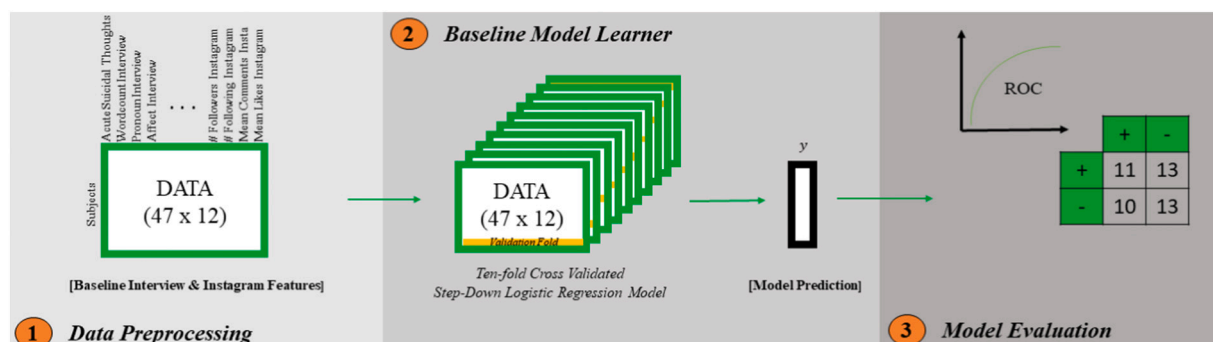 Acute Suicidal Thoughts
Wordcount Interview
Pronoun Interview
Affect Interview
. . .
# Followers Instagram
# Following Instagram
Mean Comments Insta
Mean Likes Instagram
Subjects
DATA
(47 x 12)
[Baseline Interview & Instagram Features]
1 Data Preprocessing
2 Baseline Model Learner
DATA
(47 x 12)
Validation Fold
Ten-fold Cross Validated
Step-Down Logistic Regression Model
y
[Model Prediction]
ROC
+ -
+ 11 13
- 10 13
3 Model Evaluation